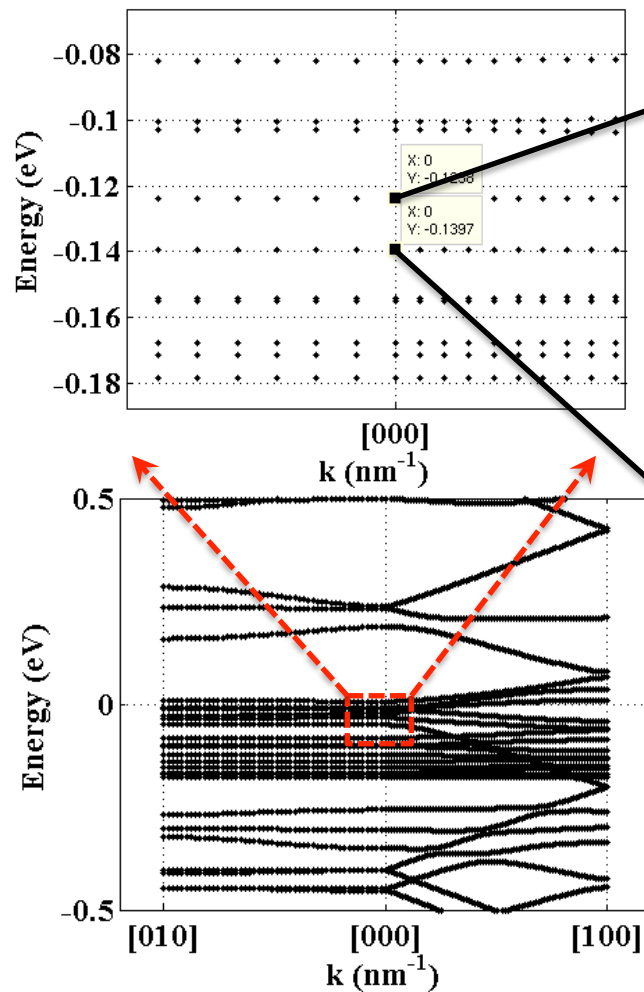 -0.08
-0.1
-0.12
-0.14
-0.16
-0.18
Energy (eV)
X: 0
X: 0
Y: -0.1397
[000]
k (nm⁻¹)
0.5
0
-0.5
Energy (eV)
[010]
[000]
[100]
k (nm⁻¹)